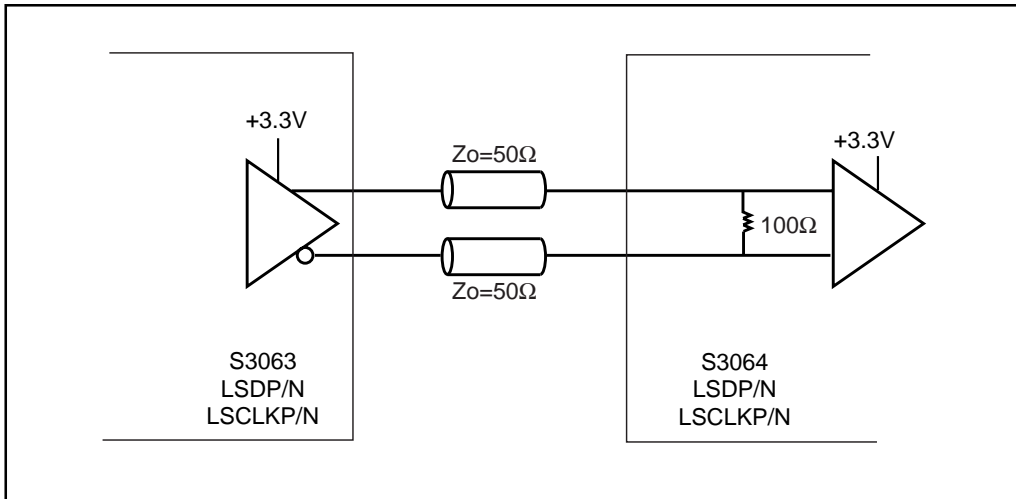 +3.3V
Zo=50Ω
+3.3V
100Ω
Zo=50Ω
S3063
LSDP/N
LSCLKP/N
S3064
LSDP/N
LSCLKP/N